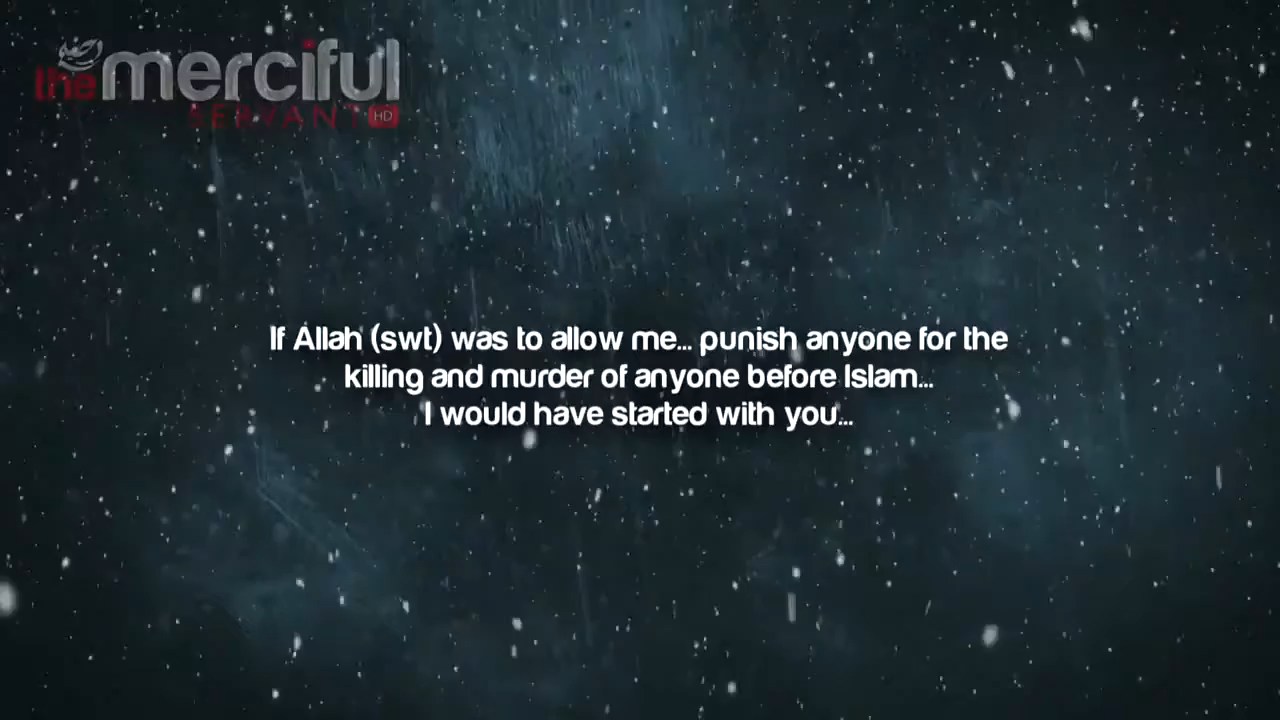 the merciful
SERVANT HD
If Allah (swt) was to allow me... punish anyone for the
killing and murder of anyone before Islam...
I would have started with you...